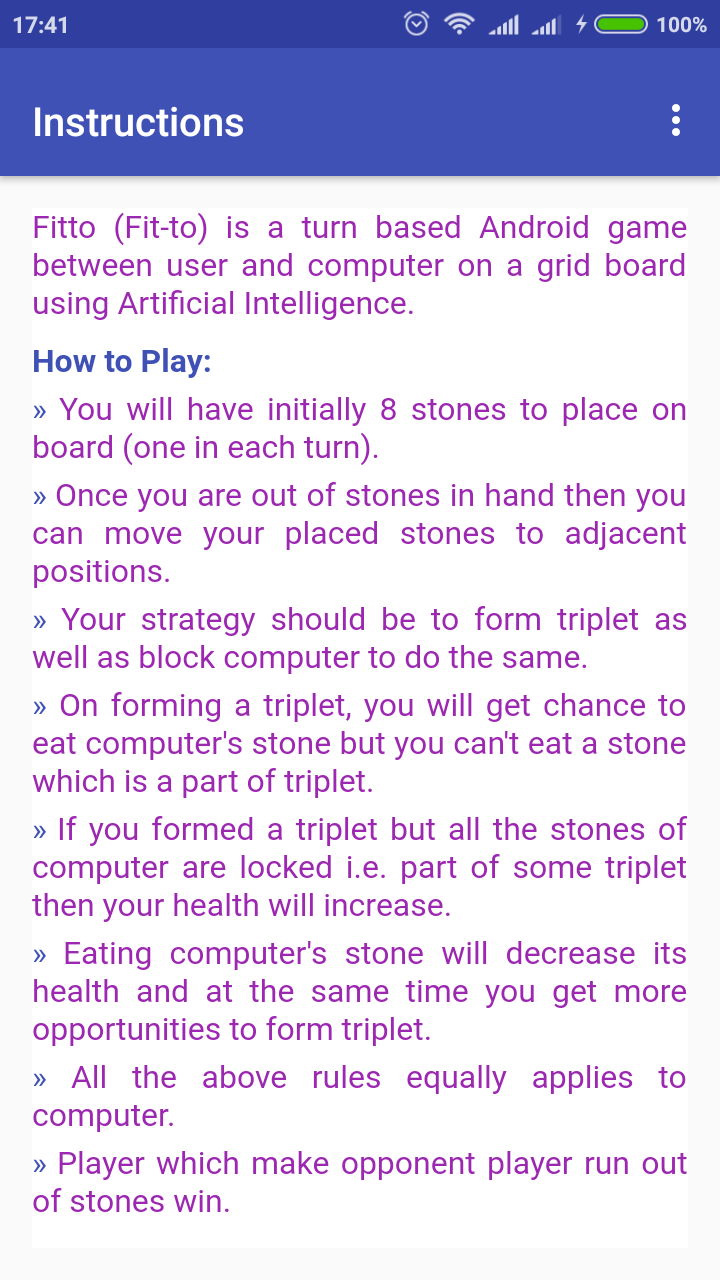 17:41 100%
Instructions
Fitto (Fit-to) is a turn based Android game
between user and computer on a grid board
using Artificial Intelligence.
How to Play:
» You will have initially 8 stones to place on
board (one in each turn).
» Once you are out of stones in hand then you
can move your placed stones to adjacent
positions.
» Your strategy should be to form triplet as
well as block computer to do the same.
» On forming a triplet, you will get chance to
eat computer's stone but you can't eat a stone
which is a part of triplet.
» If you formed a triplet but all the stones of
computer are locked i.e. part of some triplet
then your health will increase.
» Eating computer's stone will decrease its
health and at the same time you get more
opportunities to form triplet.
» All the above rules equally applies to
computer.
» Player which make opponent player run out
of stones win.